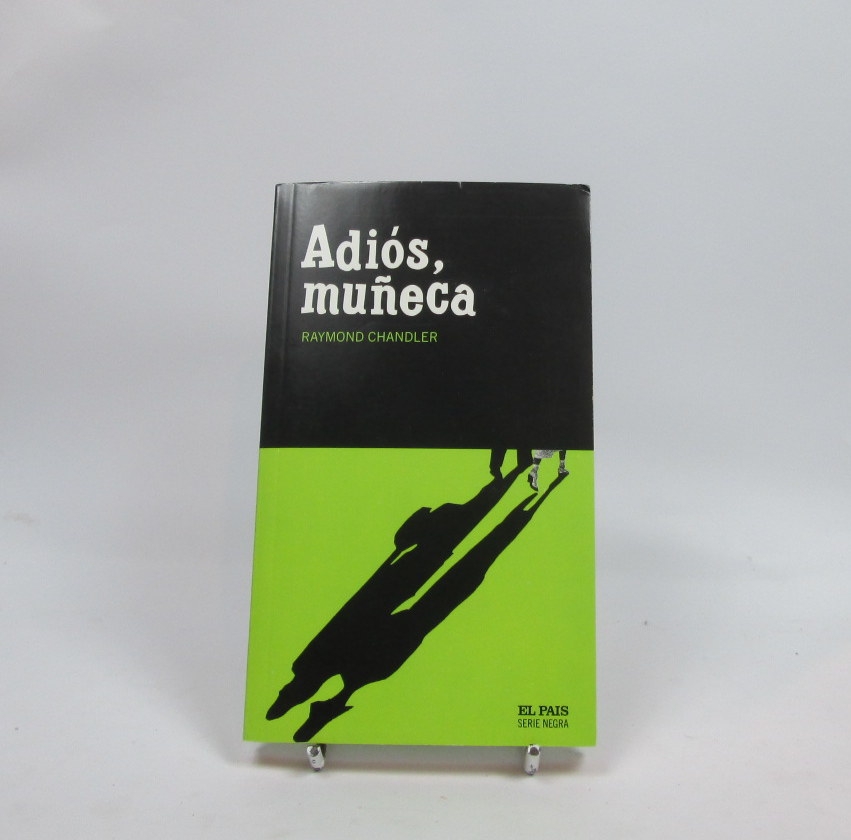 Adiós,
muñeca
RAYMOND CHANDLER
EL PAIS
SERIE NEGRA